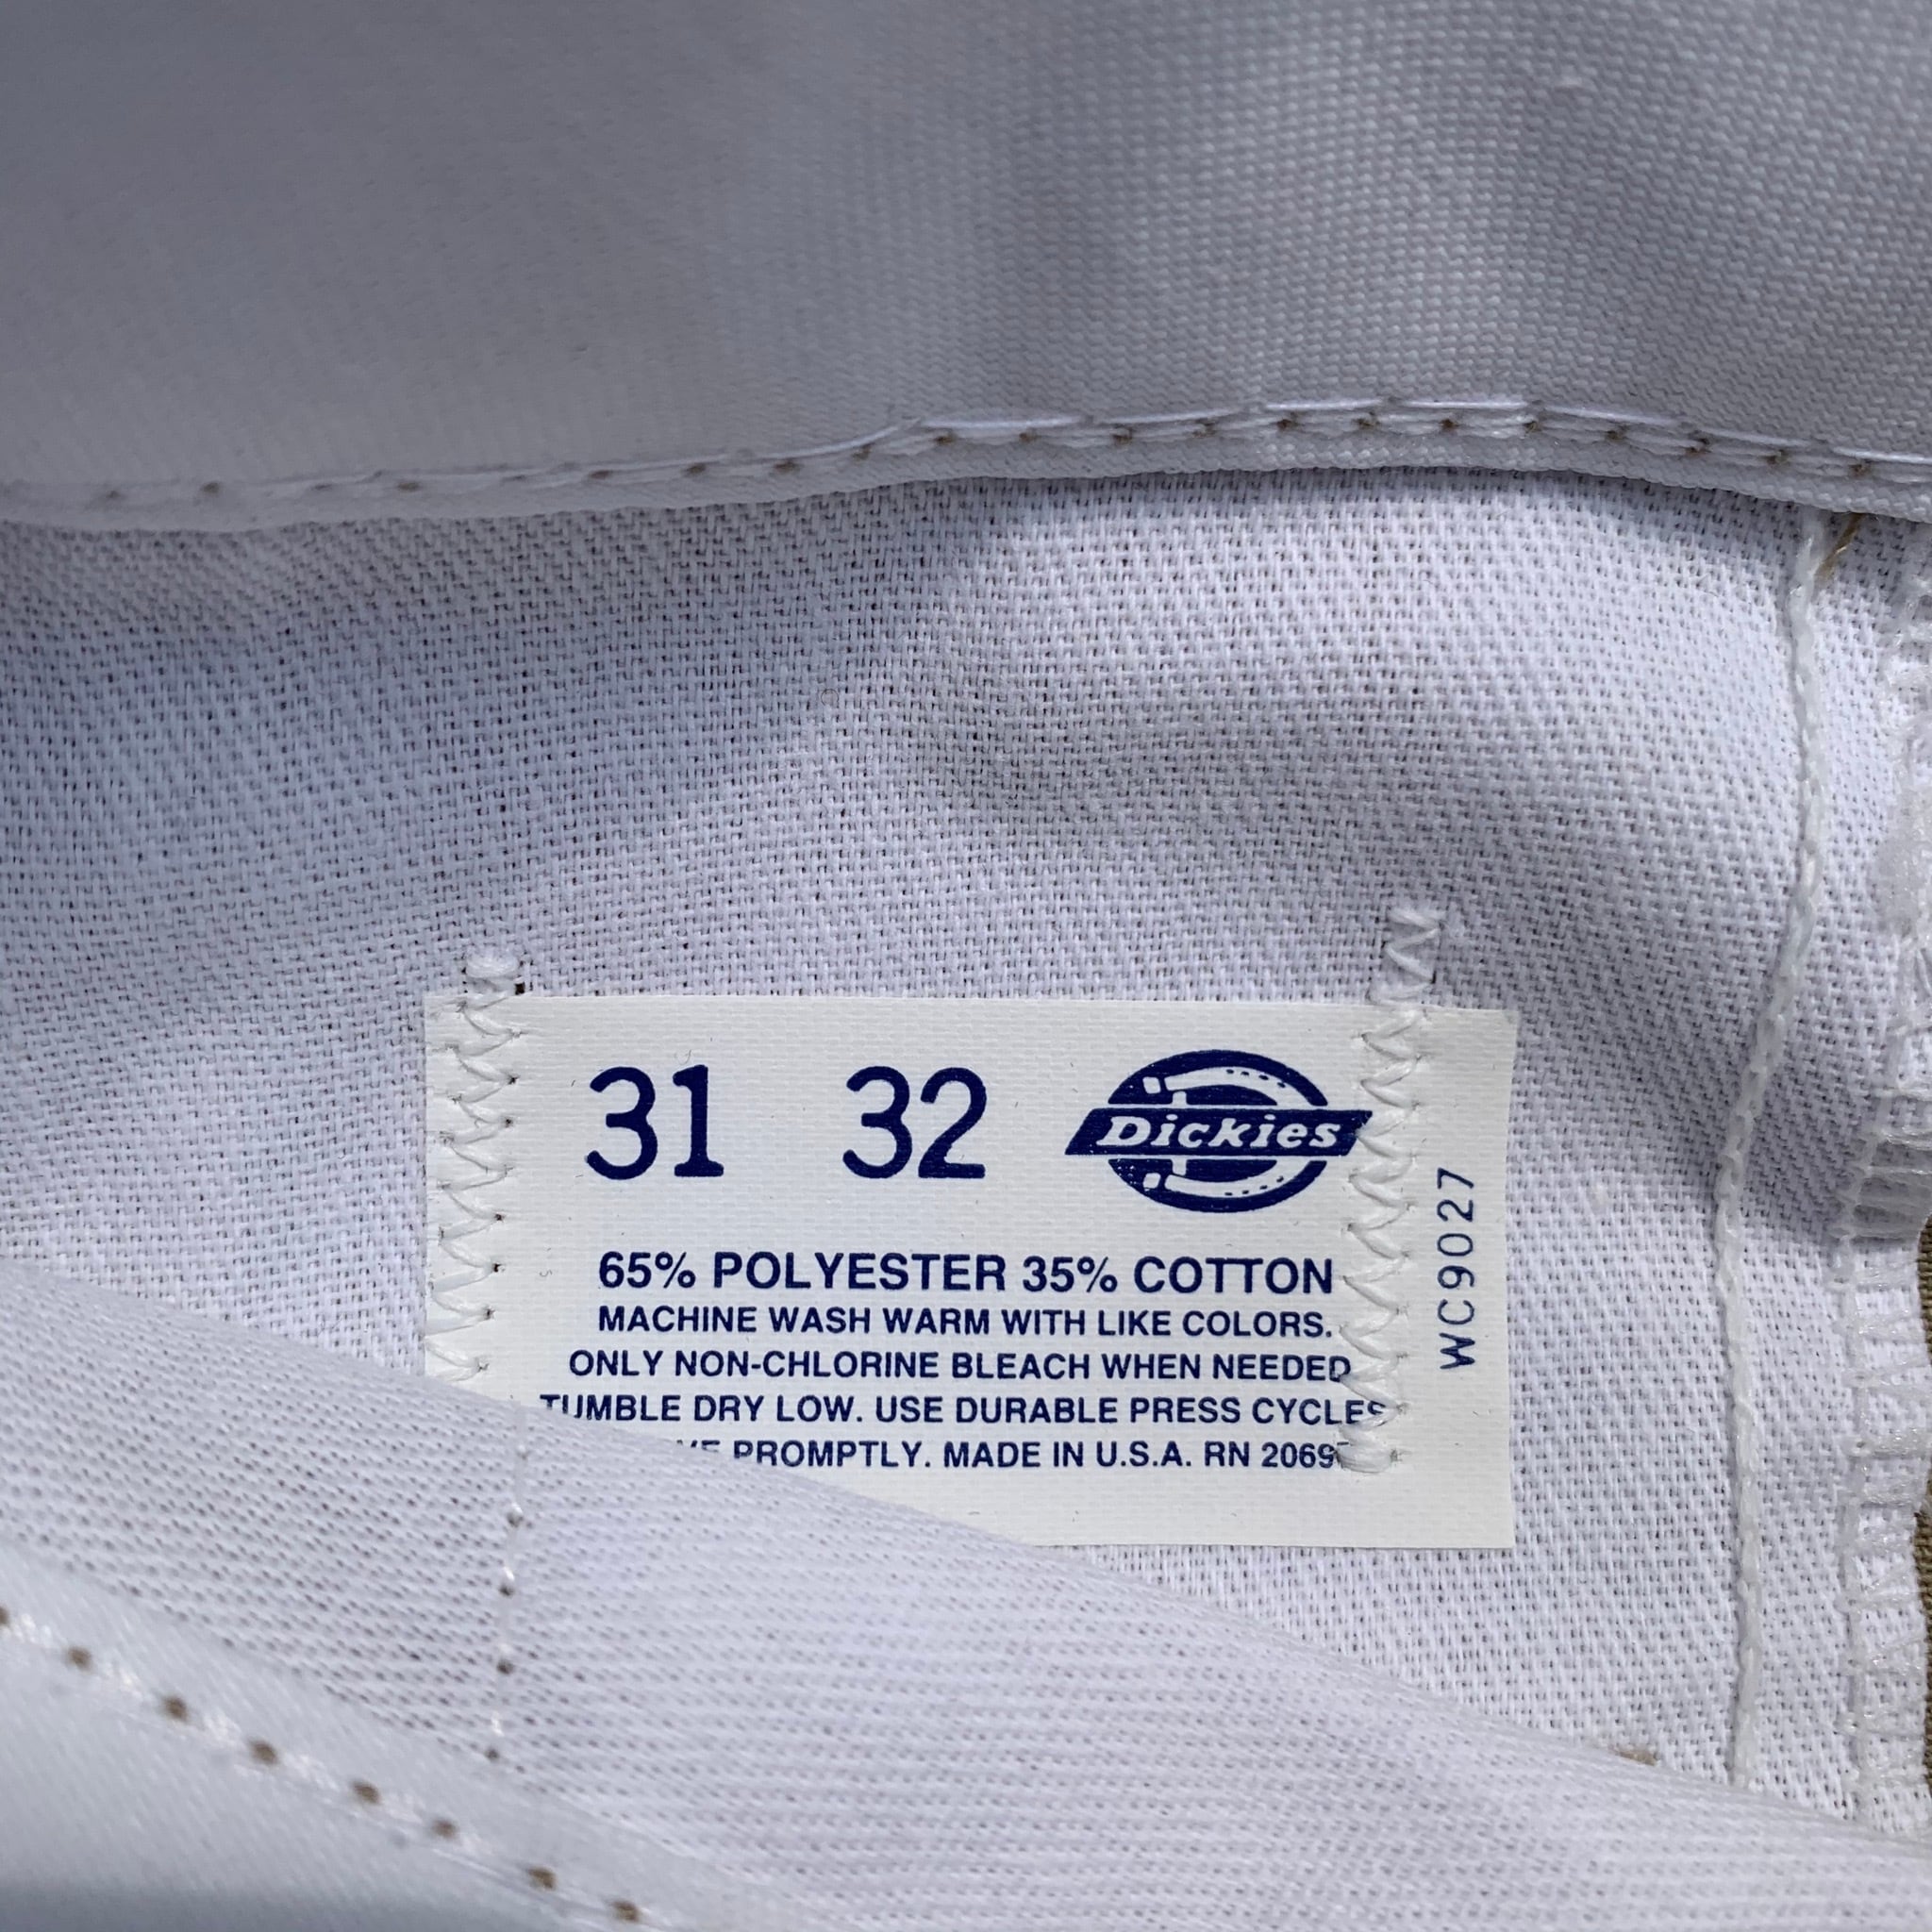 31 32 Dickies
65% POLYESTER 35% COTTON
MACHINE WASH WARM WITH LIKE COLORS.
ONLY NON-CHLORINE BLEACH WHEN NEEDED
TUMBLE DRY LOW. USE DURABLE PRESS CYCLES
PROMPTLY. MADE IN U.S.A. RN
WC9027